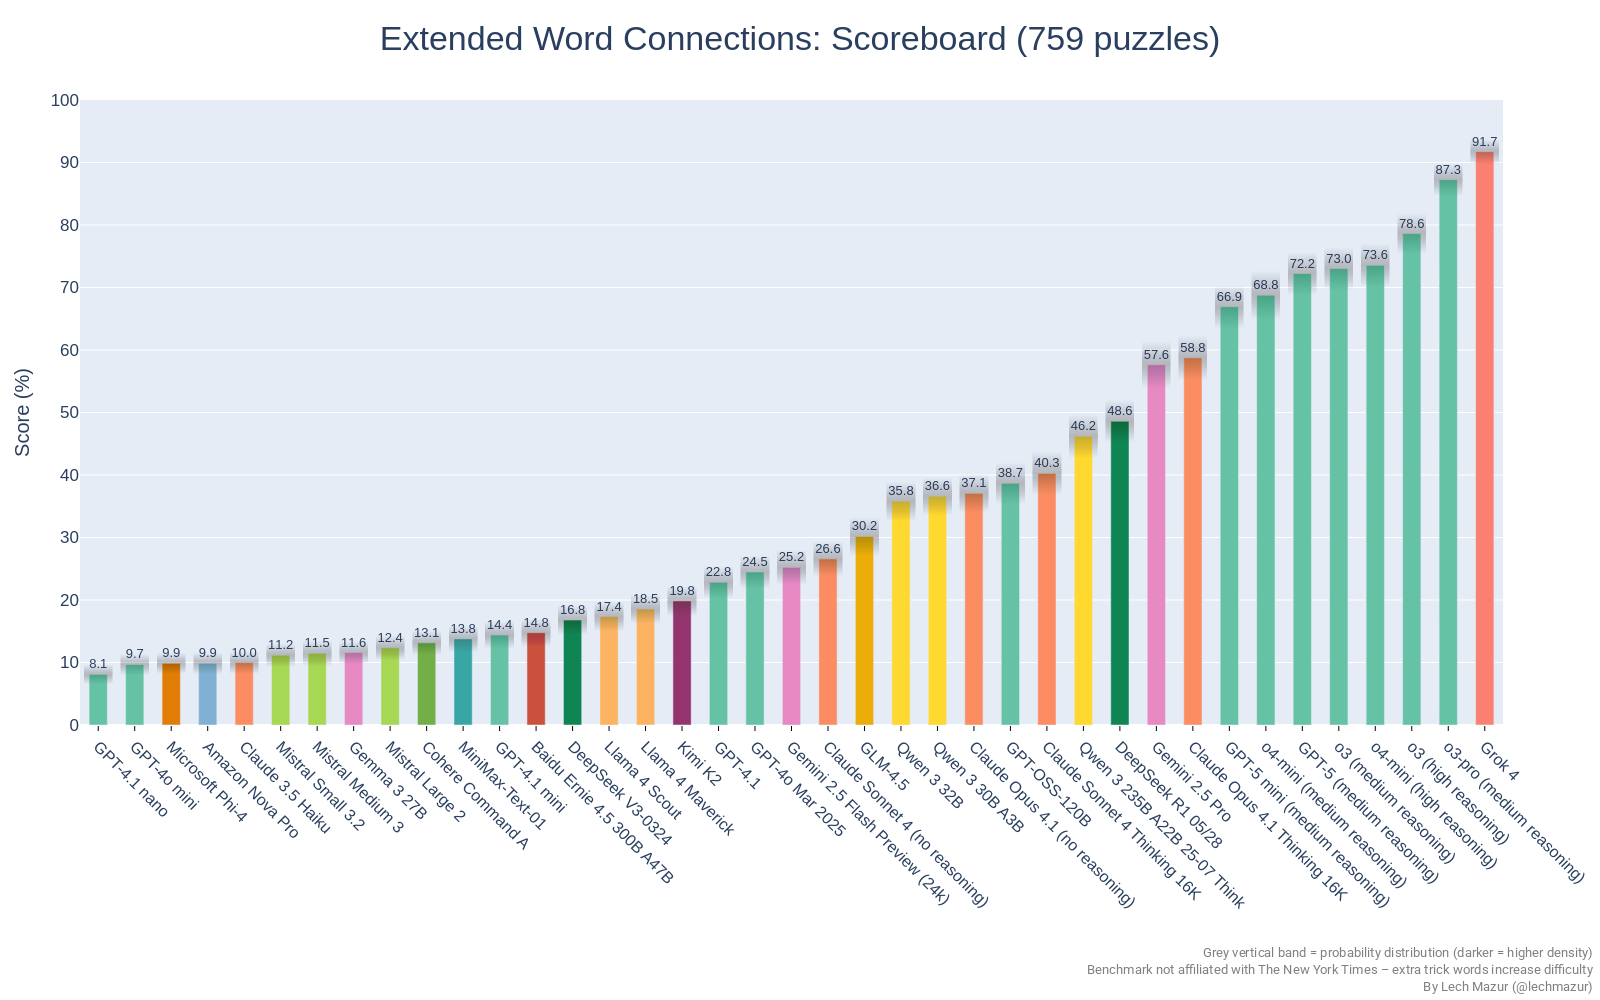 Extended Word Connections: Scoreboard (759 puzzles)
Score (%)
100
90
80
70
60
50
40
30
20
10
0
8.1
9.7
9.9
9.9
10.0
11.2
11.5
11.6
12.4
13.1
13.8
14.4
14.8
16.8
17.4
18.5
19.8
22.8
24.5
25.2
26.6
30.2
35.8
36.6
37.1
38.7
40.3
46.2
48.6
57.6
58.8
66.9
68.8
72.2
73.0
73.6
78.6
87.3
91.7
GPT-4.1 nano
GPT-4o mini
Microsoft Phi-4
Amazon Nova Pro
Claude 3.5 Haiku
Mistral Small 3.2
Mistral Medium 3
Gemma 3 27B
Mistral Large 2
Cohere Command A
MiniMax-Text-01
GPT-4.1 mini
Baidu Ernie 4.5 300B A47B
DeepSeek V3-0324
Llama 4 Scout
Llama 4 Maverick
Kimi K2
GPT-4.1
GPT-4o Mar 2025
Gemini 2.5 Flash Preview (24k)
Claude Sonnet 4 (no reasoning)
GLM-4.5
Qwen 3 32B
Qwen 3 30B A3B
Claude Opus 4.1 (no reasoning)
GPT-OSS-120B
Claude Sonnet 4 Thinking 16K
Qwen 3 235B A22B 25-07 Think
DeepSeek R1 05/28
Gemini 2.5 Pro
Claude Opus 4.1 Thinking 16K
GPT-5 mini (medium reasoning)
o4-mini (medium reasoning)
GPT-5 (medium reasoning)
o3 (medium reasoning)
o4-mini (high reasoning)
o3 (high reasoning)
o3-pro (medium reasoning)
Grok 4
Grey vertical band = probability distribution (darker = higher density)
Benchmark not affiliated with The New York Times – extra trick words increase difficulty
By Lech Mazur (@lechmazur)